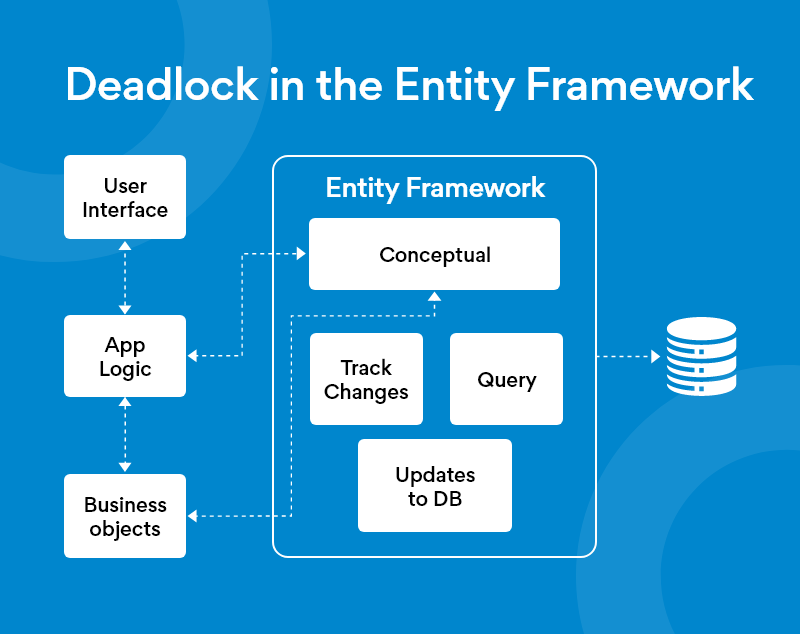 Deadlock in the Entity Framework
User
Interface
App
Logic
Business
objects
Entity Framework
Conceptual
Track
Changes
Query
Updates
to DB